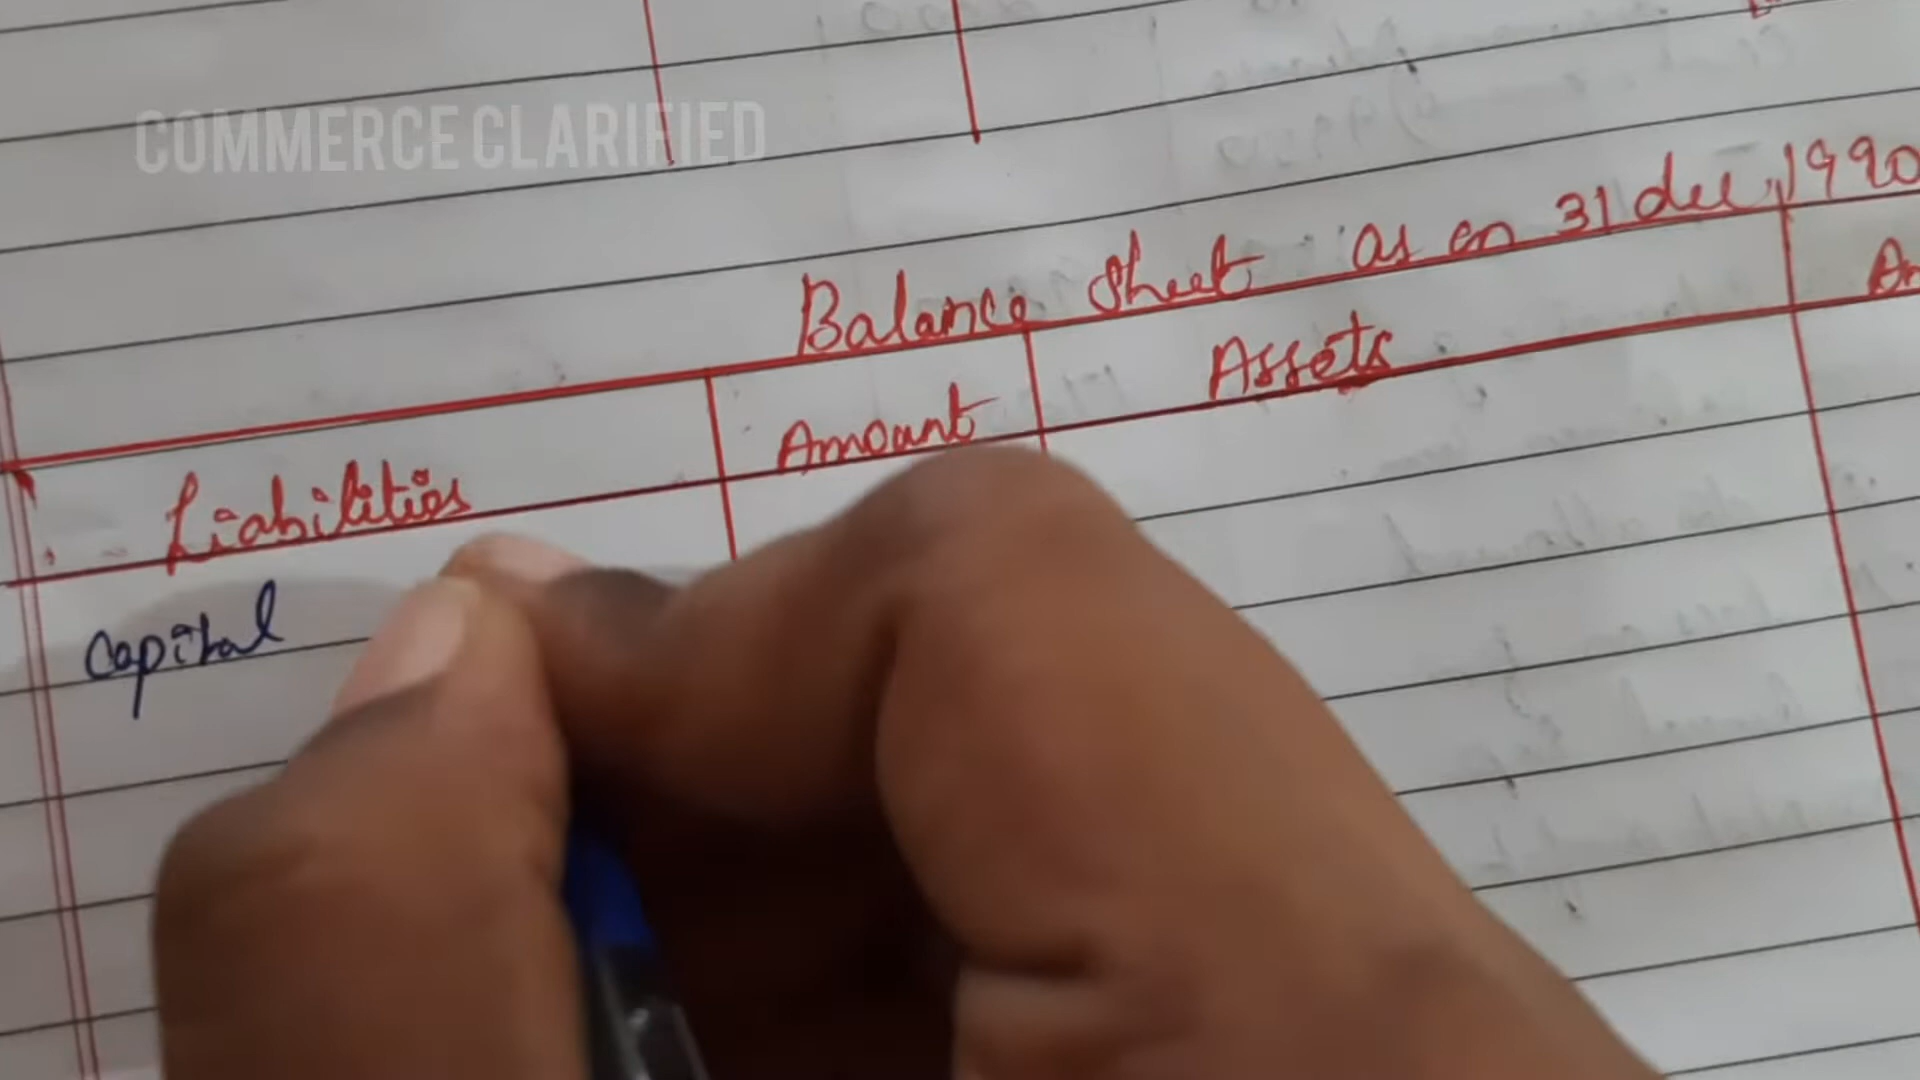 COMMERCE CLARIFIED
Balance Sheet as on 31 dec, 1990
Liabilities Amount Assets
Capital